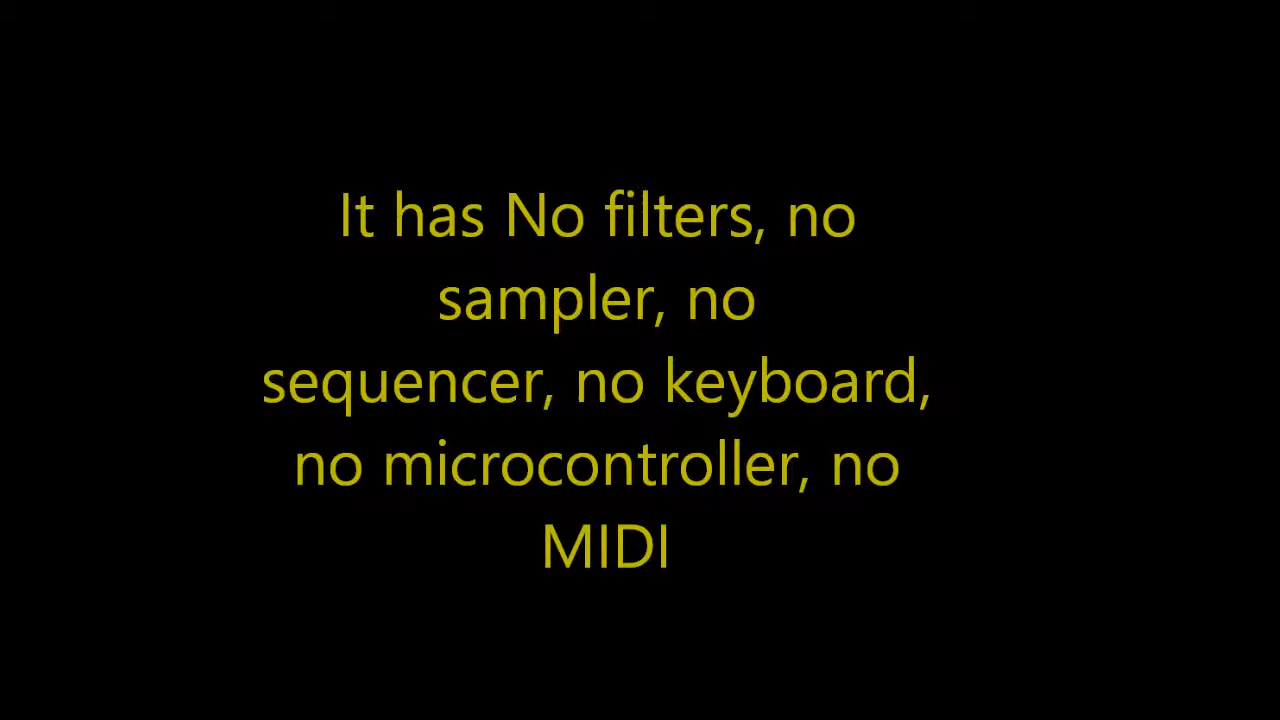 It has No filters, no
sampler, no
sequencer, no keyboard,
no microcontroller, no
MIDI